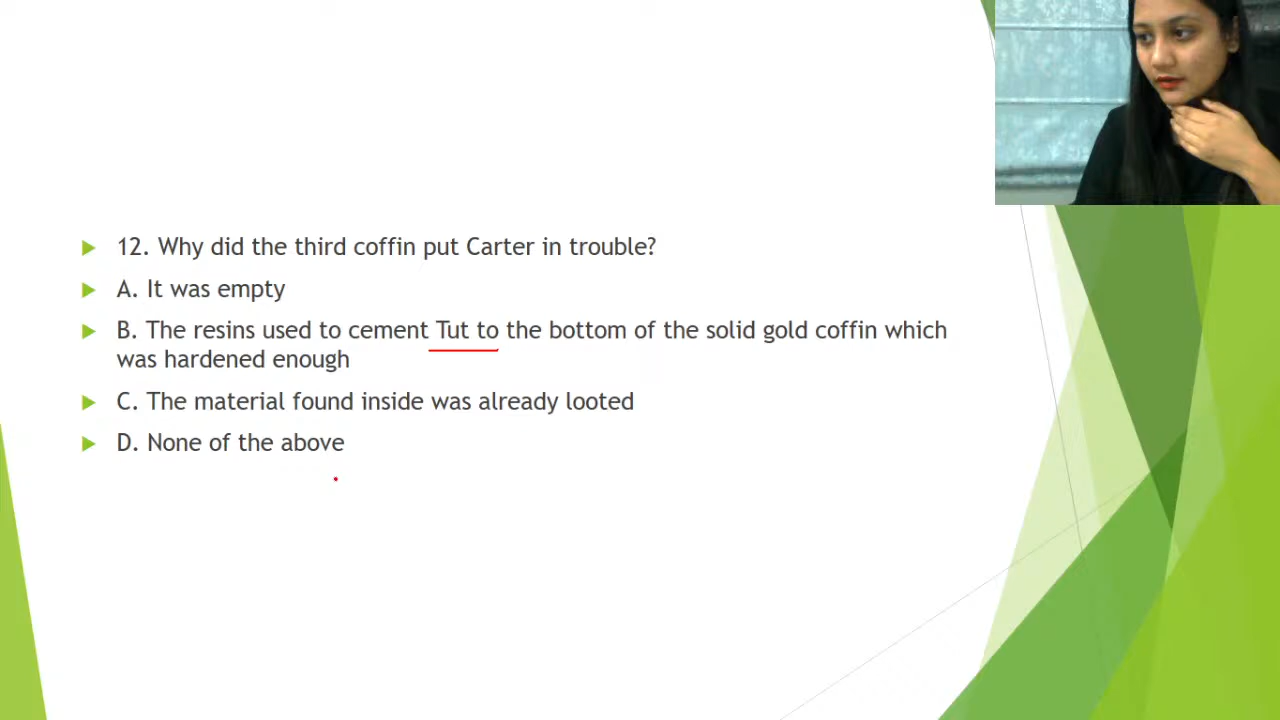 12. Why did the third coffin put Carter in trouble?
A. It was empty
B. The resins used to cement Tut to the bottom of the solid gold coffin which
was hardened enough
C. The material found inside was already looted
D. None of the above